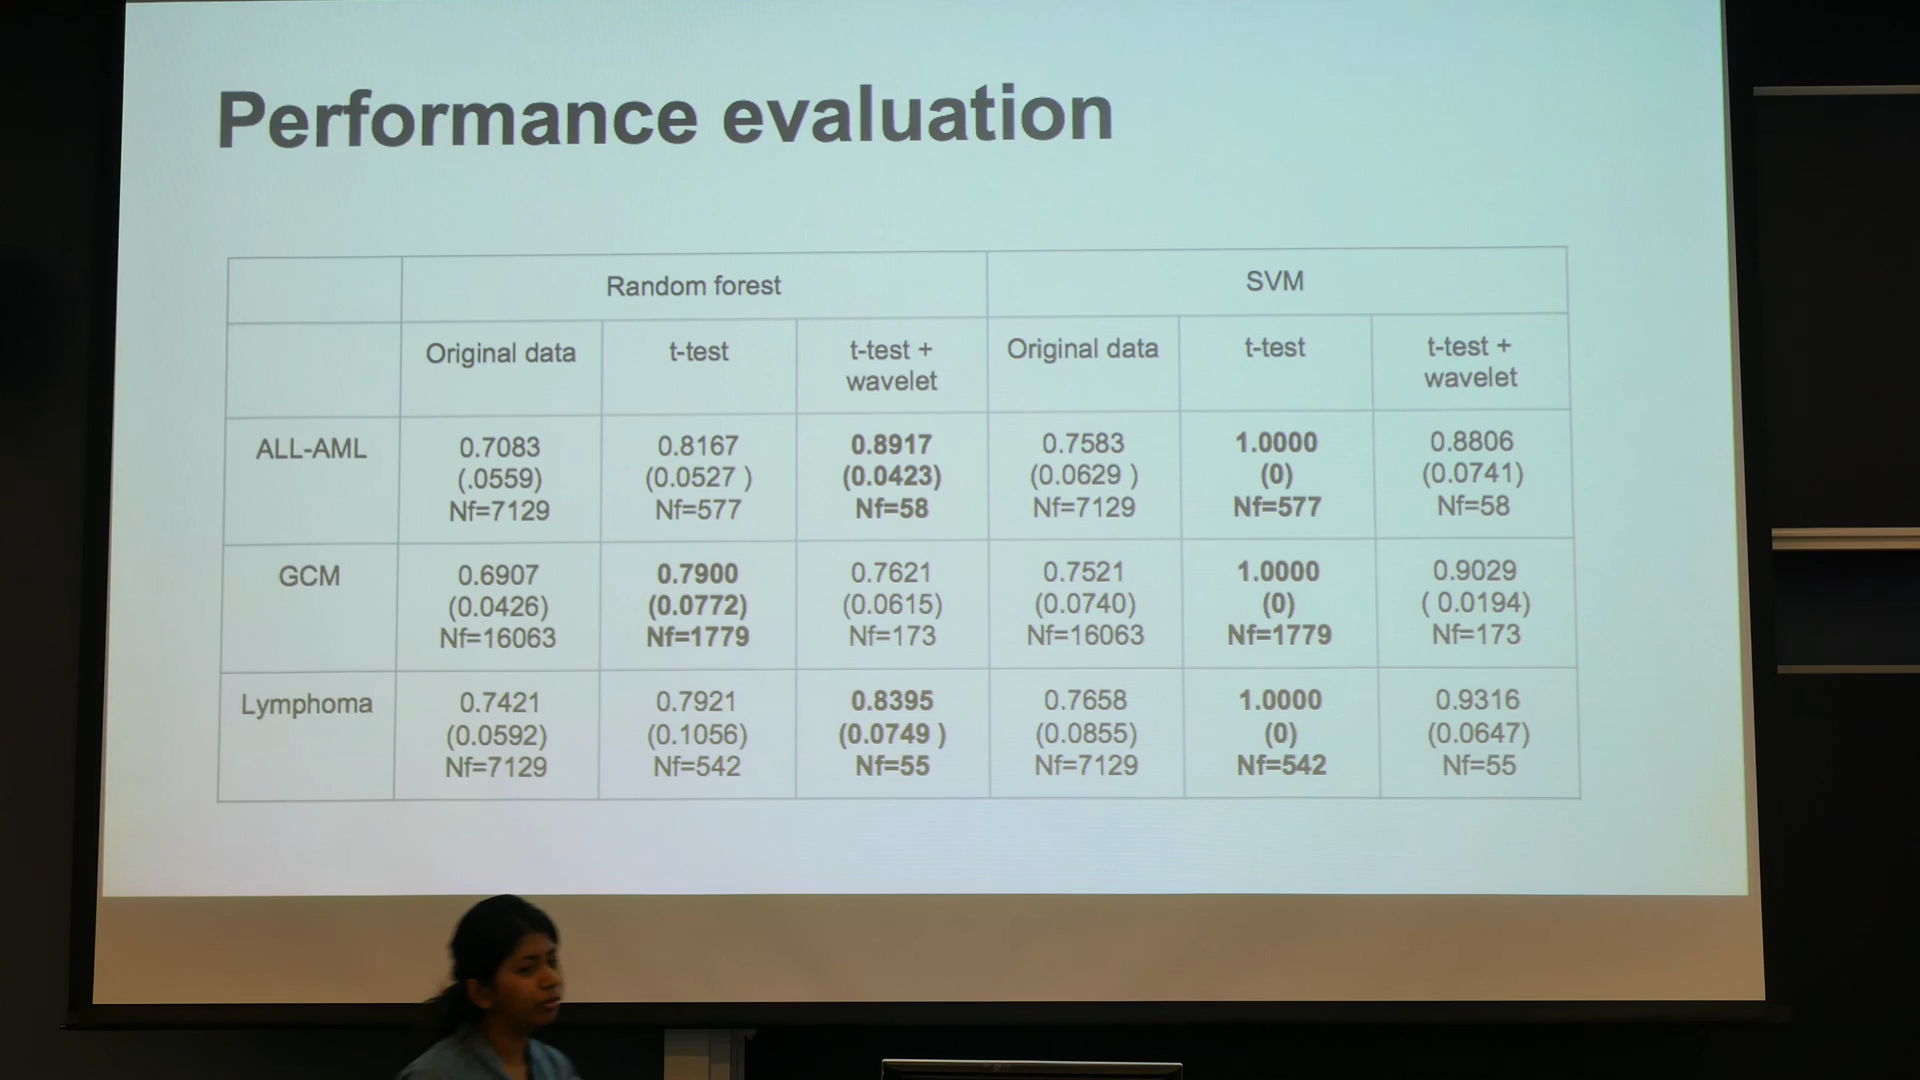 Performance evaluation
Random forest
SVM
Original data
t-test
t-test +
wavelet
Original data
t-test
t-test +
wavelet
ALL-AML
0.7083
(.0559)
Nf=7129
0.8167
(0.0527 )
Nf=577
0.8917
(0.0423)
Nf=58
0.7583
(0.0629 )
Nf=7129
1.0000
(0)
Nf=577
0.8806
(0.0741)
Nf=58
GCM
0.6907
(0.0426)
Nf=16063
0.7900
(0.0772)
Nf=1779
0.7621
(0.0615)
Nf=173
0.7521
(0.0740)
Nf=16063
1.0000
(0)
Nf=1779
0.9029
( 0.0194)
Nf=173
Lymphoma
0.7421
(0.0592)
Nf=7129
0.7921
(0.1056)
Nf=542
0.8395
(0.0749 )
Nf=55
0.7658
(0.0855)
Nf=7129
1.0000
(0)
Nf=542
0.9316
(0.0647)
Nf=55